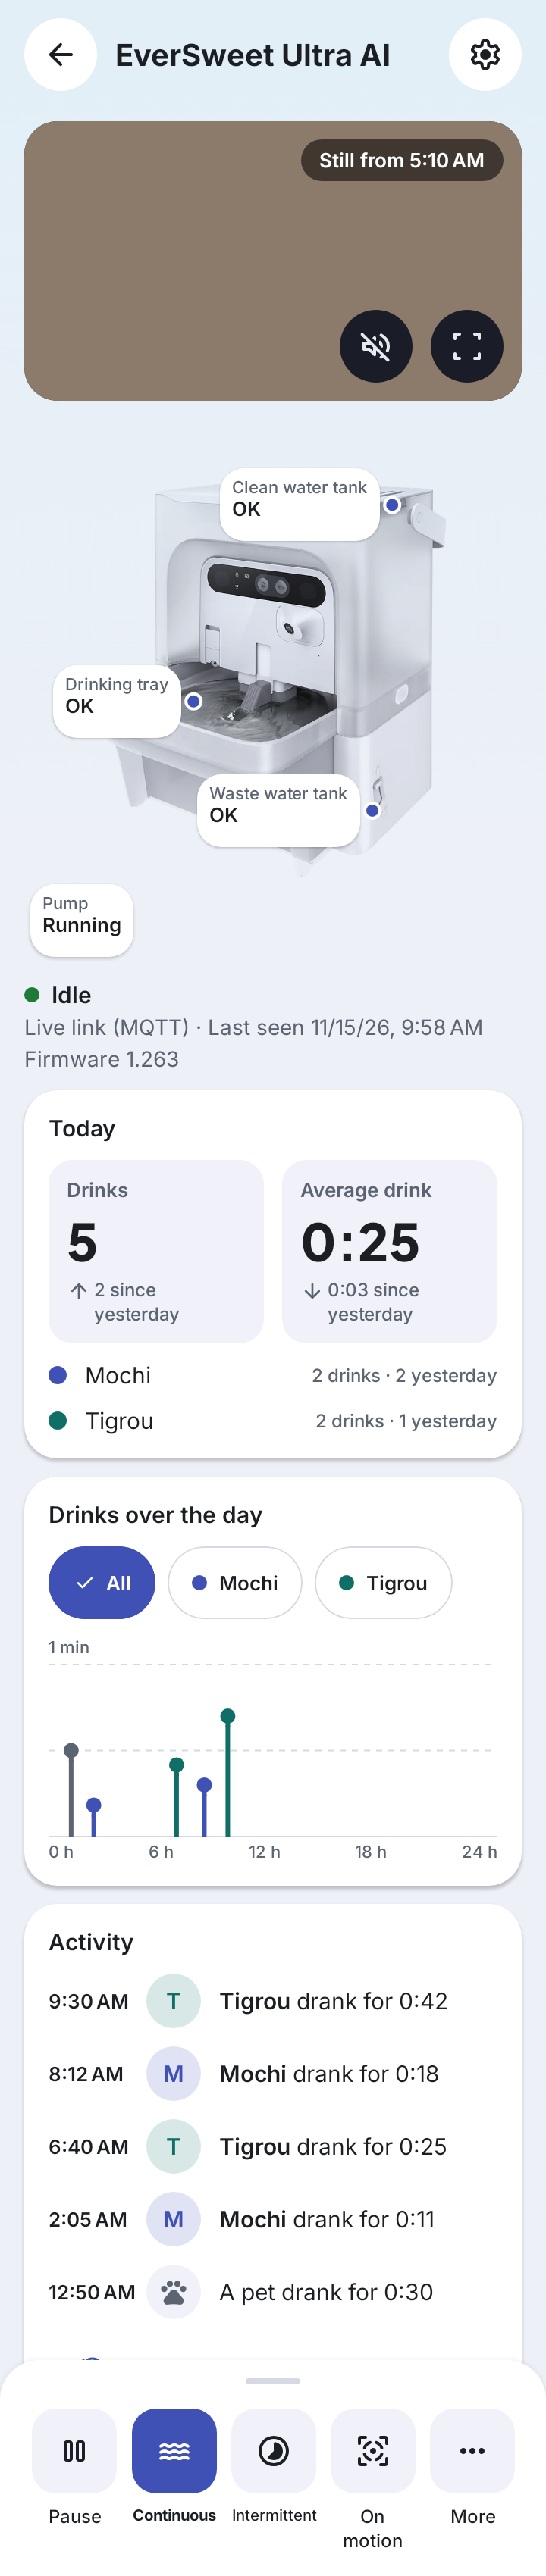 EverSweet Ultra AI
Still from 5:10 AM
Clean water tank
OK
Drinking tray
OK
Waste water tank
OK
Pump
Running
Idle
Live link (MQTT) · Last seen 11/15/26, 9:58 AM
Firmware 1.263
Today
Drinks
5
2 since
yesterday
Average drink
0:25
0:03 since
yesterday
Mochi
2 drinks · 2 yesterday
Tigrou
2 drinks · 1 yesterday
Drinks over the day
All
Mochi
Tigrou
1 min
0 h
6 h
12 h
18 h
24 h
Activity
9:30 AM T Tigrou drank for 0:42
8:12 AM M Mochi drank for 0:18
6:40 AM T Tigrou drank for 0:25
2:05 AM M Mochi drank for 0:11
12:50 AM A pet drank for 0:30
Pause
Continuous
Intermittent
On
motion
More